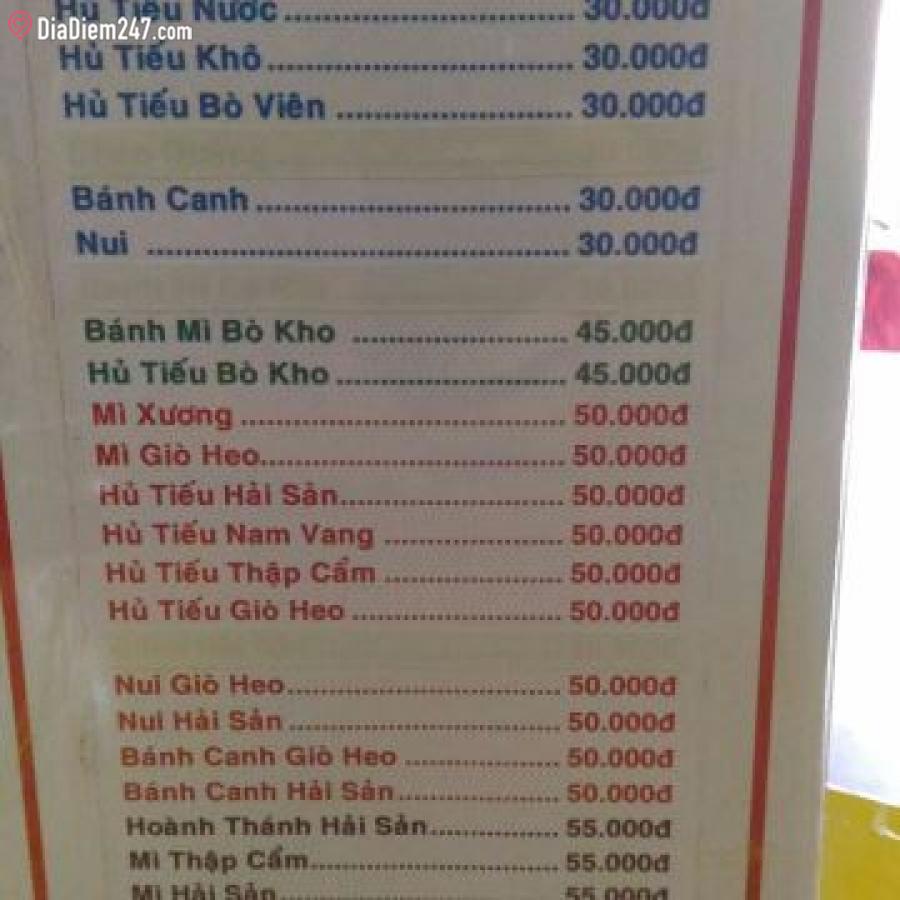 DiaDiem247.com
Hủ Tiếu Nước ........................ 30.000đ
Hủ Tiếu Khô ........................ 30.000đ
Hủ Tiếu Bò Viên ........................ 30.000đ
Bánh Canh ........................ 30.000đ
Nui ........................ 30.000đ
Bánh Mì Bò Kho ........................ 45.000đ
Hủ Tiếu Bò Kho ........................ 45.000đ
Mì Xương ........................ 50.000đ
Mì Giò Heo ........................ 50.000đ
Hủ Tiếu Hải Sản ........................ 50.000đ
Hủ Tiếu Nam Vang ........................ 50.000đ
Hủ Tiếu Thập Cẩm ........................ 50.000đ
Hủ Tiếu Giò Heo ........................ 50.000đ
Nui Giò Heo ........................ 50.000đ
Nui Hải Sản ........................ 50.000đ
Bánh Canh Giò Heo ........................ 50.000đ
Bánh Canh Hải Sản ........................ 50.000đ
Hoành Thánh Hải Sản ........................ 55.000đ
Mì Thập Cẩm ........................ 55.000đ
Mì Hải Sản ........................ 55.000đ